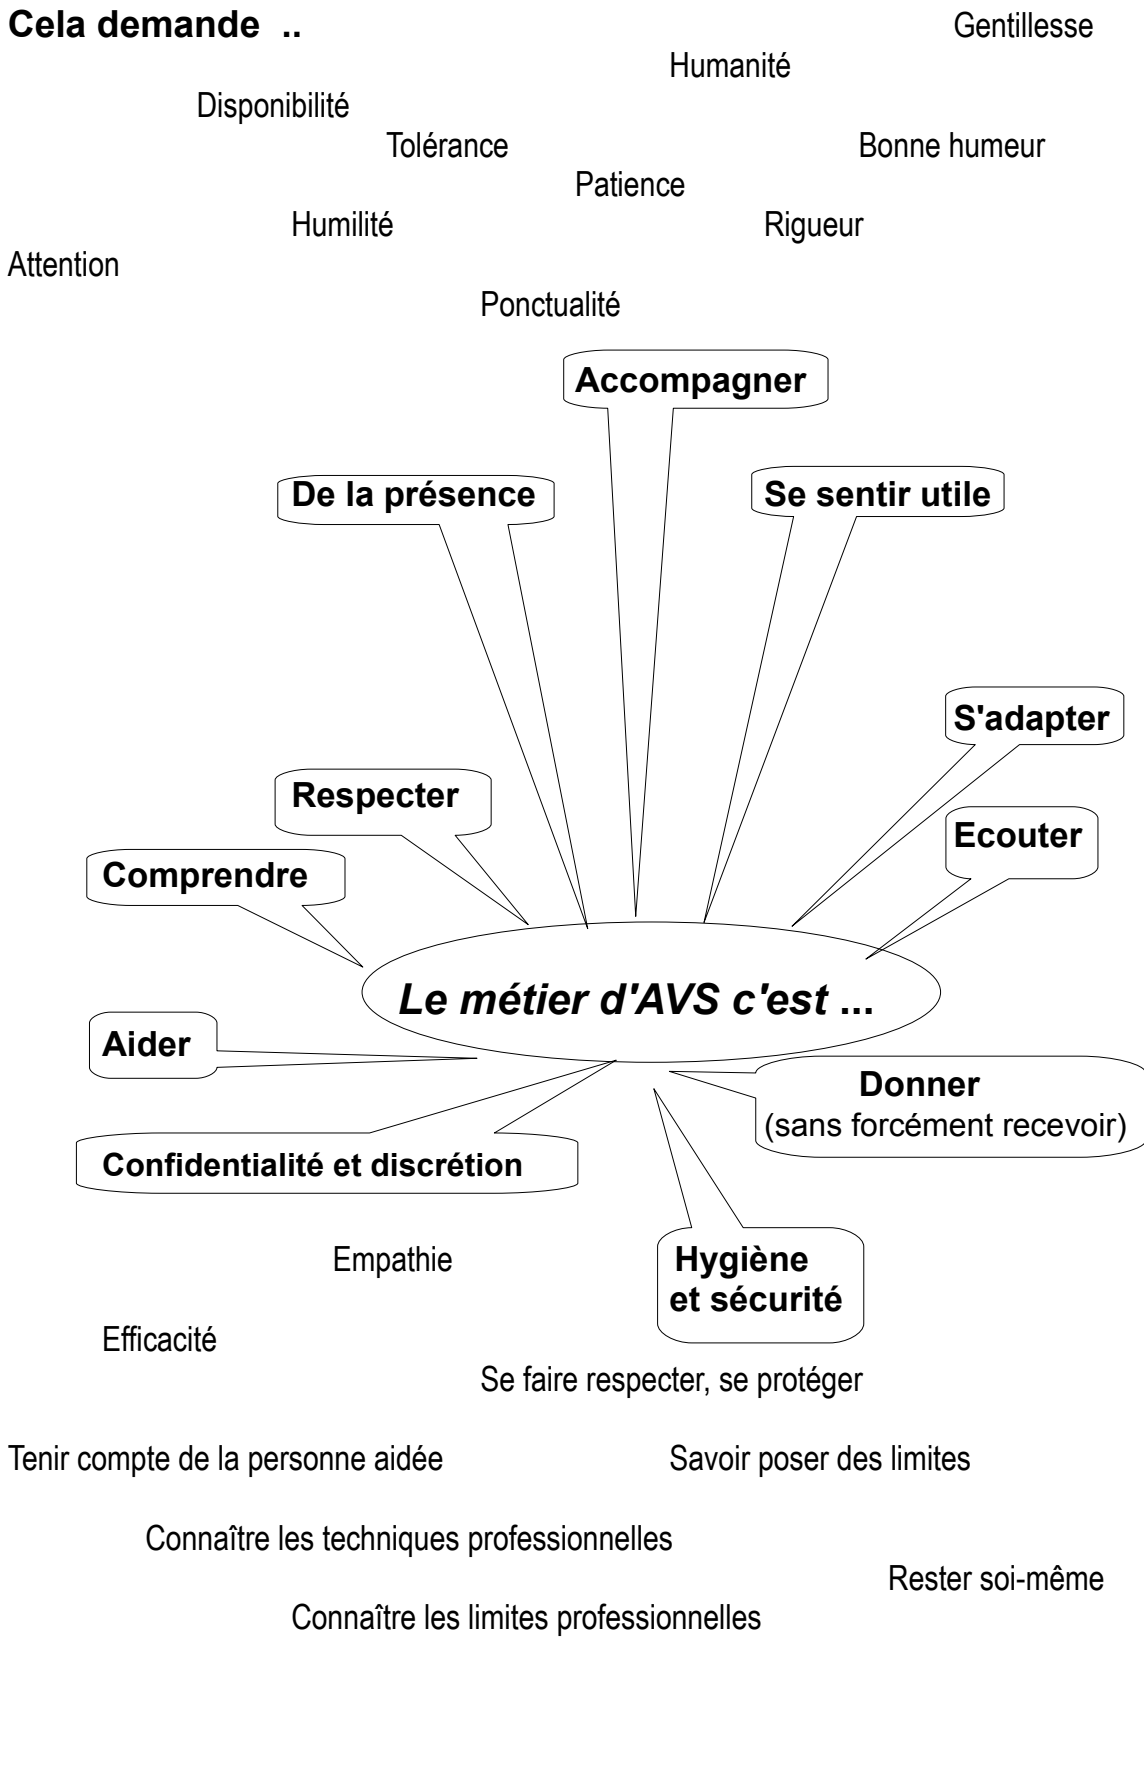 Cela demande ..
Gentillesse
Humanité
Disponibilité
Tolérance
Bonne humeur
Patience
Humilité
Rigueur
Attention
Ponctualité
Accompagner
De la présence
Se sentir utile
S'adapter
Respecter
Ecouter
Comprendre
Le métier d'AVS c'est ...
Aider
Donner
(sans forcément recevoir)
Confidentialité et discrétion
Empathie
Hygiène
et sécurité
Efficacité
Se faire respecter, se protéger
Tenir compte de la personne aidée
Savoir poser des limites
Connaître les techniques professionnelles
Rester soi-même
Connaître les limites professionnelles